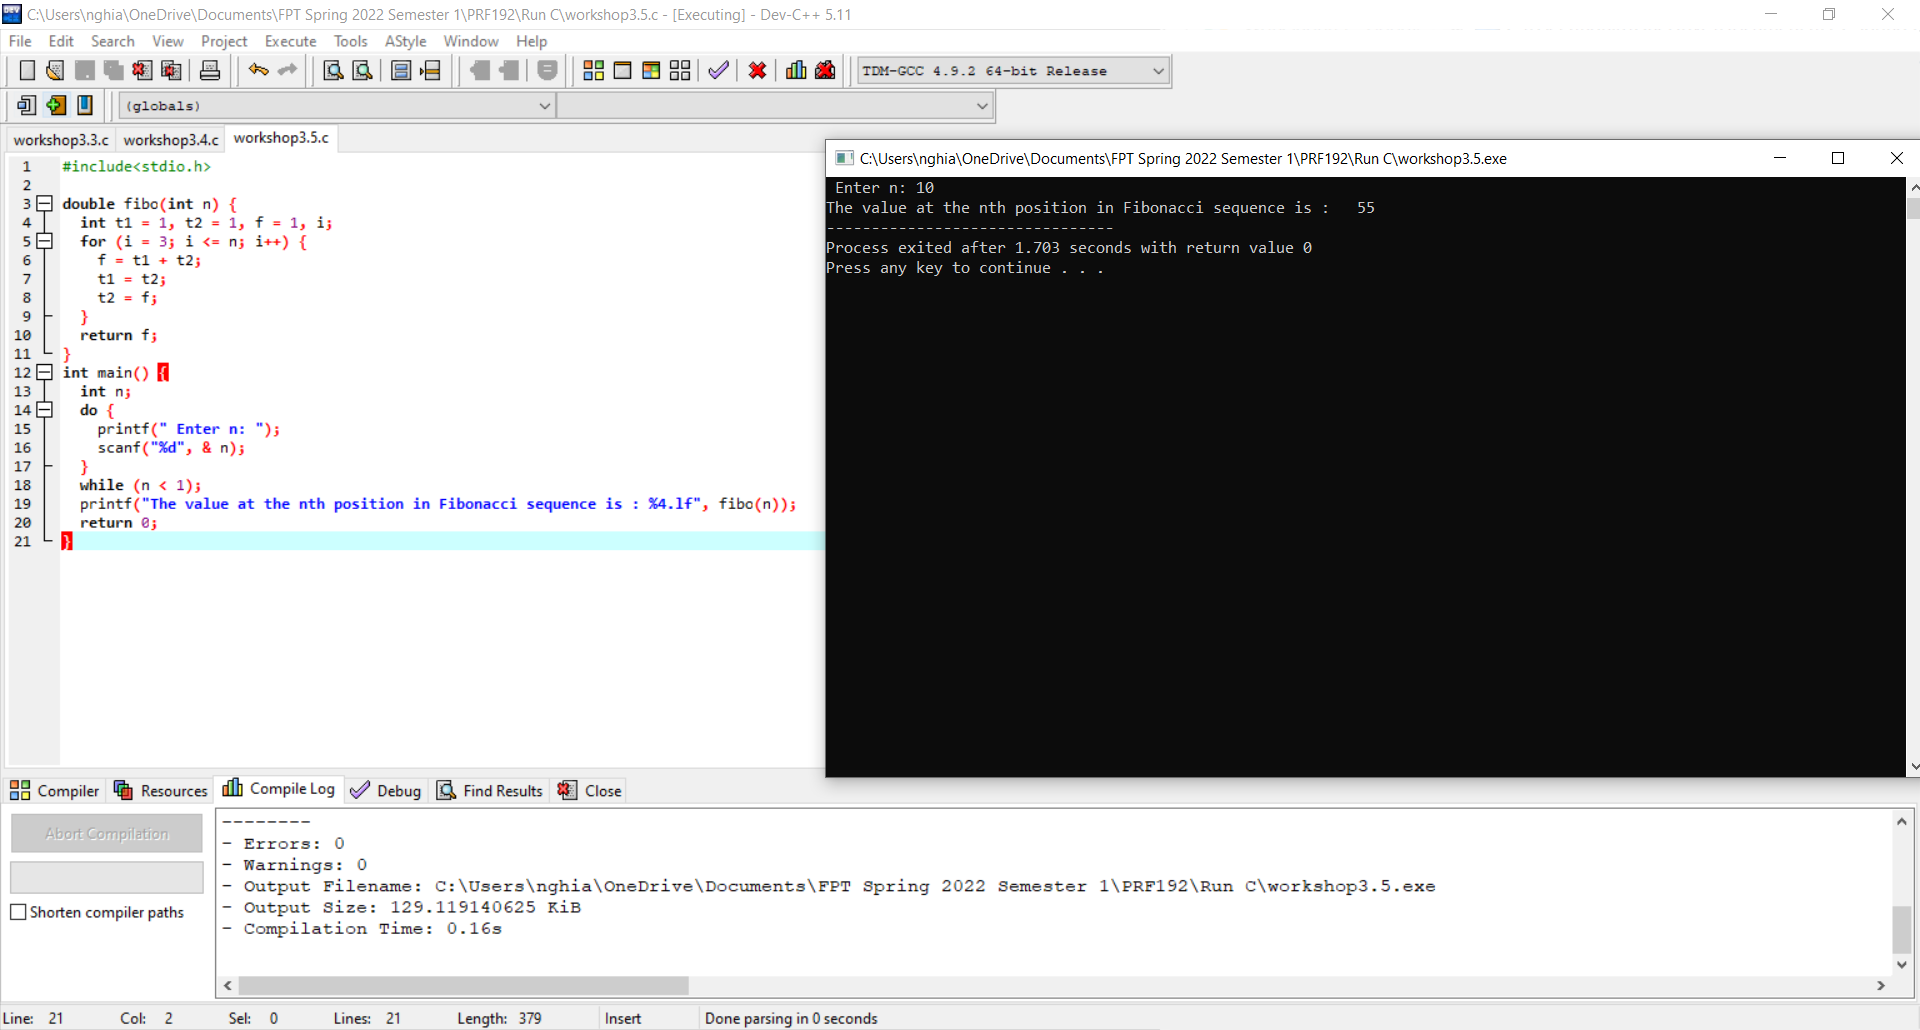 C:\Users\nghia\OneDrive\Documents\FPT Spring 2022 Semester 1\PRF192\Run C\workshop3.5.c - [Executing] - Dev-C++ 5.11
File Edit Search View Project Execute Tools AStyle Window Help
TDM-GCC 4.9.2 64-bit Release
(globals)
workshop3.3.c workshop3.4.c workshop3.5.c
1 #include<stdio.h>
2
3 double fibo(int n) {
4 int t1 = 1, t2 = 1, f = 1, i;
5 for (i = 3; i <= n; i++) {
6 f = t1 + t2;
7 t1 = t2;
8 t2 = f;
9 }
10 return f;
11 }
12 int main() {
13 int n;
14 do {
15 printf(" Enter n: ");
16 scanf("%d", & n);
17 }
18 while (n < 1);
19 printf("The value at the nth position in Fibonacci sequence is : %4.lf", fibo(n));
20 return 0;
21 }
C:\Users\nghia\OneDrive\Documents\FPT Spring 2022 Semester 1\PRF192\Run C\workshop3.5.exe
Enter n: 10
The value at the nth position in Fibonacci sequence is :   55
--------------------------------
Process exited after 1.703 seconds with return value 0
Press any key to continue . . .
Compiler Resources Compile Log Debug Find Results Close
Abort Compilation
Shorten compiler paths
--------
- Errors: 0
- Warnings: 0
- Output Filename: C:\Users\nghia\OneDrive\Documents\FPT Spring 2022 Semester 1\PRF192\Run C\workshop3.5.exe
- Output Size: 129.119140625 KiB
- Compilation Time: 0.16s
Line: 21 Col: 2 Sel: 0 Lines: 21 Length: 379 Insert Done parsing in 0 seconds